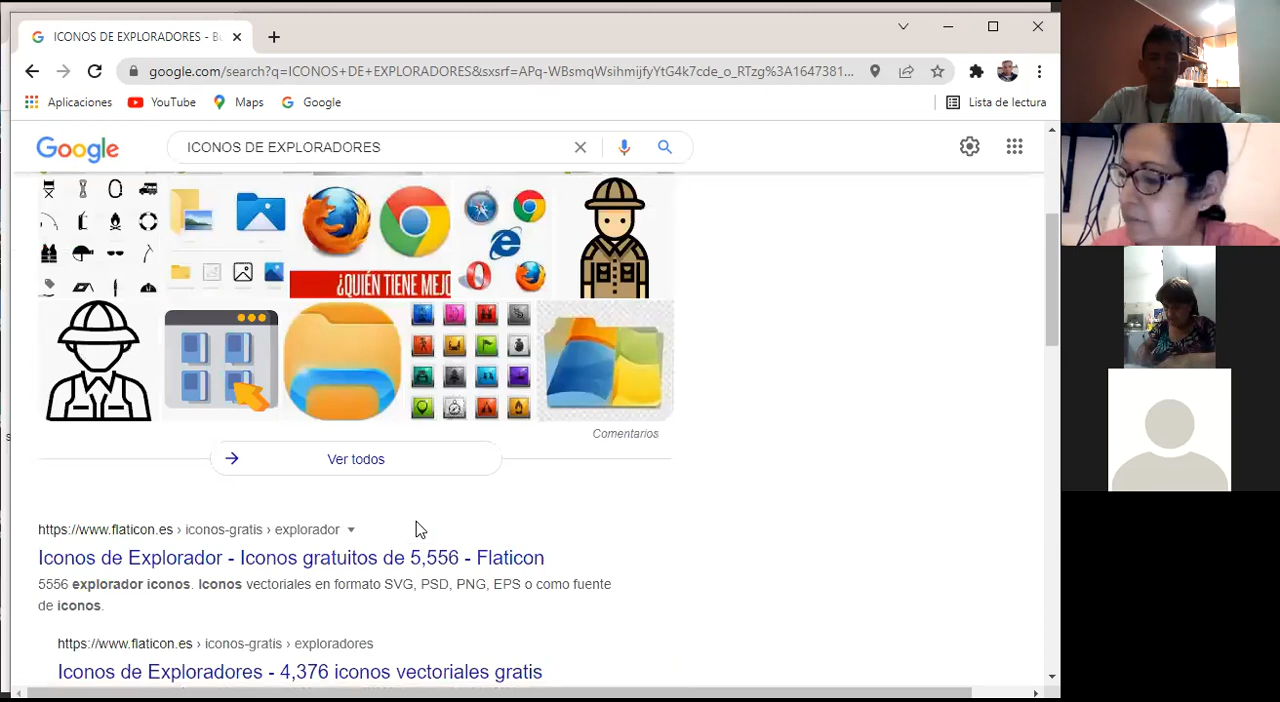 ICONOS DE EXPLORADORES - B
google.com/search?q=ICONOS+DE+EXPLORADORES&sxsrf=APq-WBsmqWsihmijfyYtG4k7cde_o_RTzg%3A1647381...
Aplicaciones YouTube Maps Google Lista de lectura
Google ICONOS DE EXPLORADORES
¿QUIÉN TIENE MEJO
Comentarios
Ver todos
https://www.flaticon.es › iconos-gratis › explorador
Iconos de Explorador - Iconos gratuitos de 5,556 - Flaticon
5556 explorador iconos. Iconos vectoriales en formato SVG, PSD, PNG, EPS o como fuente
de iconos.
https://www.flaticon.es › iconos-gratis › exploradores
Iconos de Exploradores - 4,376 iconos vectoriales gratis